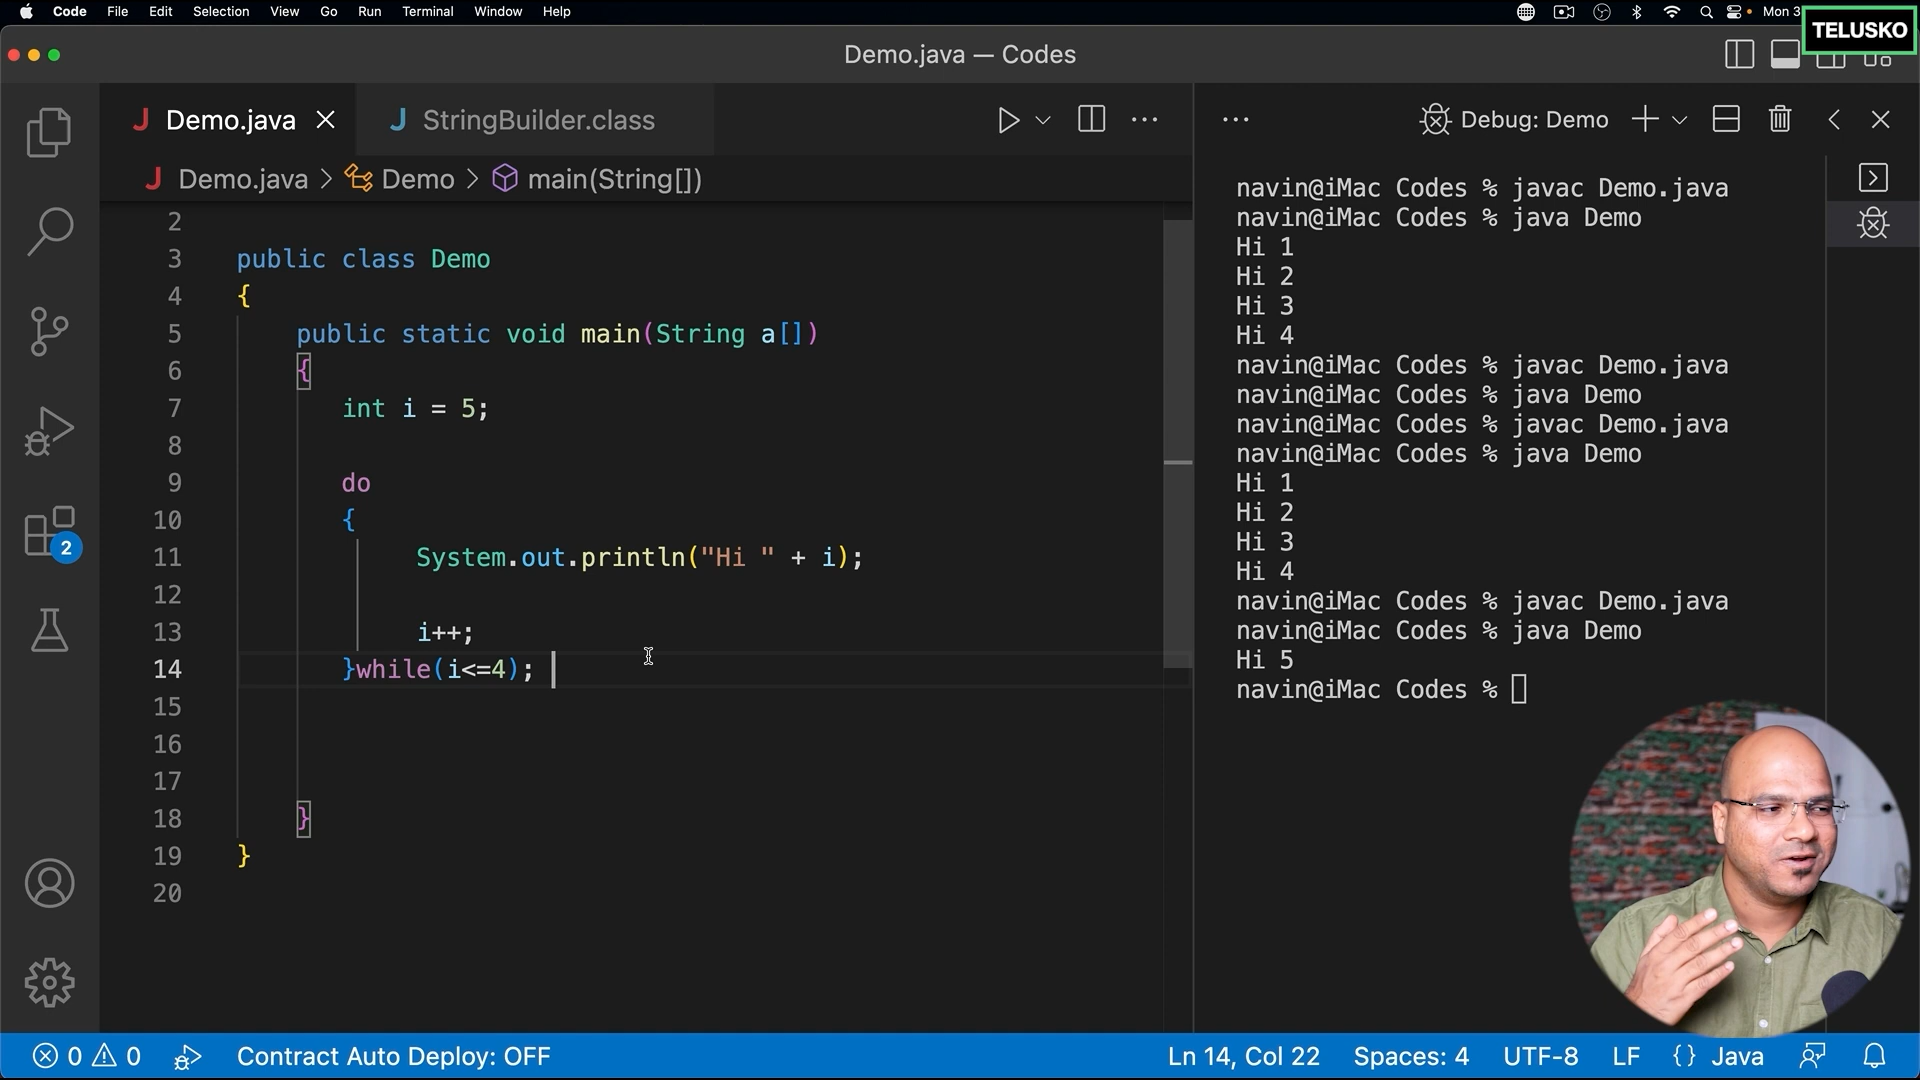 Code File Edit Selection View Go Run Terminal Window Help
Mon 3
TELUSKO
Demo.java — Codes
Demo.java
StringBuilder.class
Demo.java > Demo > main(String[])
2
3 public class Demo
4 {
5 public static void main(String a[])
6 {
7 int i = 5;
8
9 do
10 {
11 System.out.println("Hi " + i);
12
13 i++;
14 }while(i<=4);
15
16
17
18 }
19 }
20
Debug: Demo
navin@iMac Codes % javac Demo.java
navin@iMac Codes % java Demo
Hi 1
Hi 2
Hi 3
Hi 4
navin@iMac Codes % javac Demo.java
navin@iMac Codes % java Demo
navin@iMac Codes % javac Demo.java
navin@iMac Codes % java Demo
Hi 1
Hi 2
Hi 3
Hi 4
navin@iMac Codes % javac Demo.java
navin@iMac Codes % java Demo
Hi 5
navin@iMac Codes %
2
0 0 Contract Auto Deploy: OFF Ln 14, Col 22 Spaces: 4 UTF-8 LF {} Java